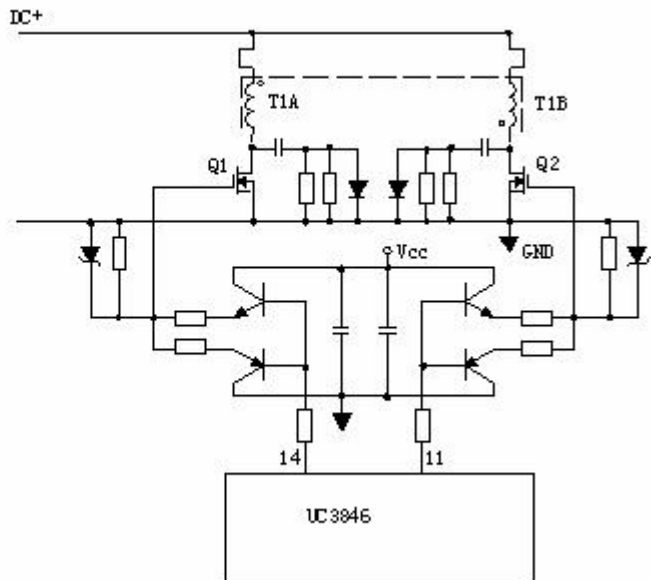 DC+
T1A
T1B
Q1
Q2
GND
Vcc
14
11
UC3846